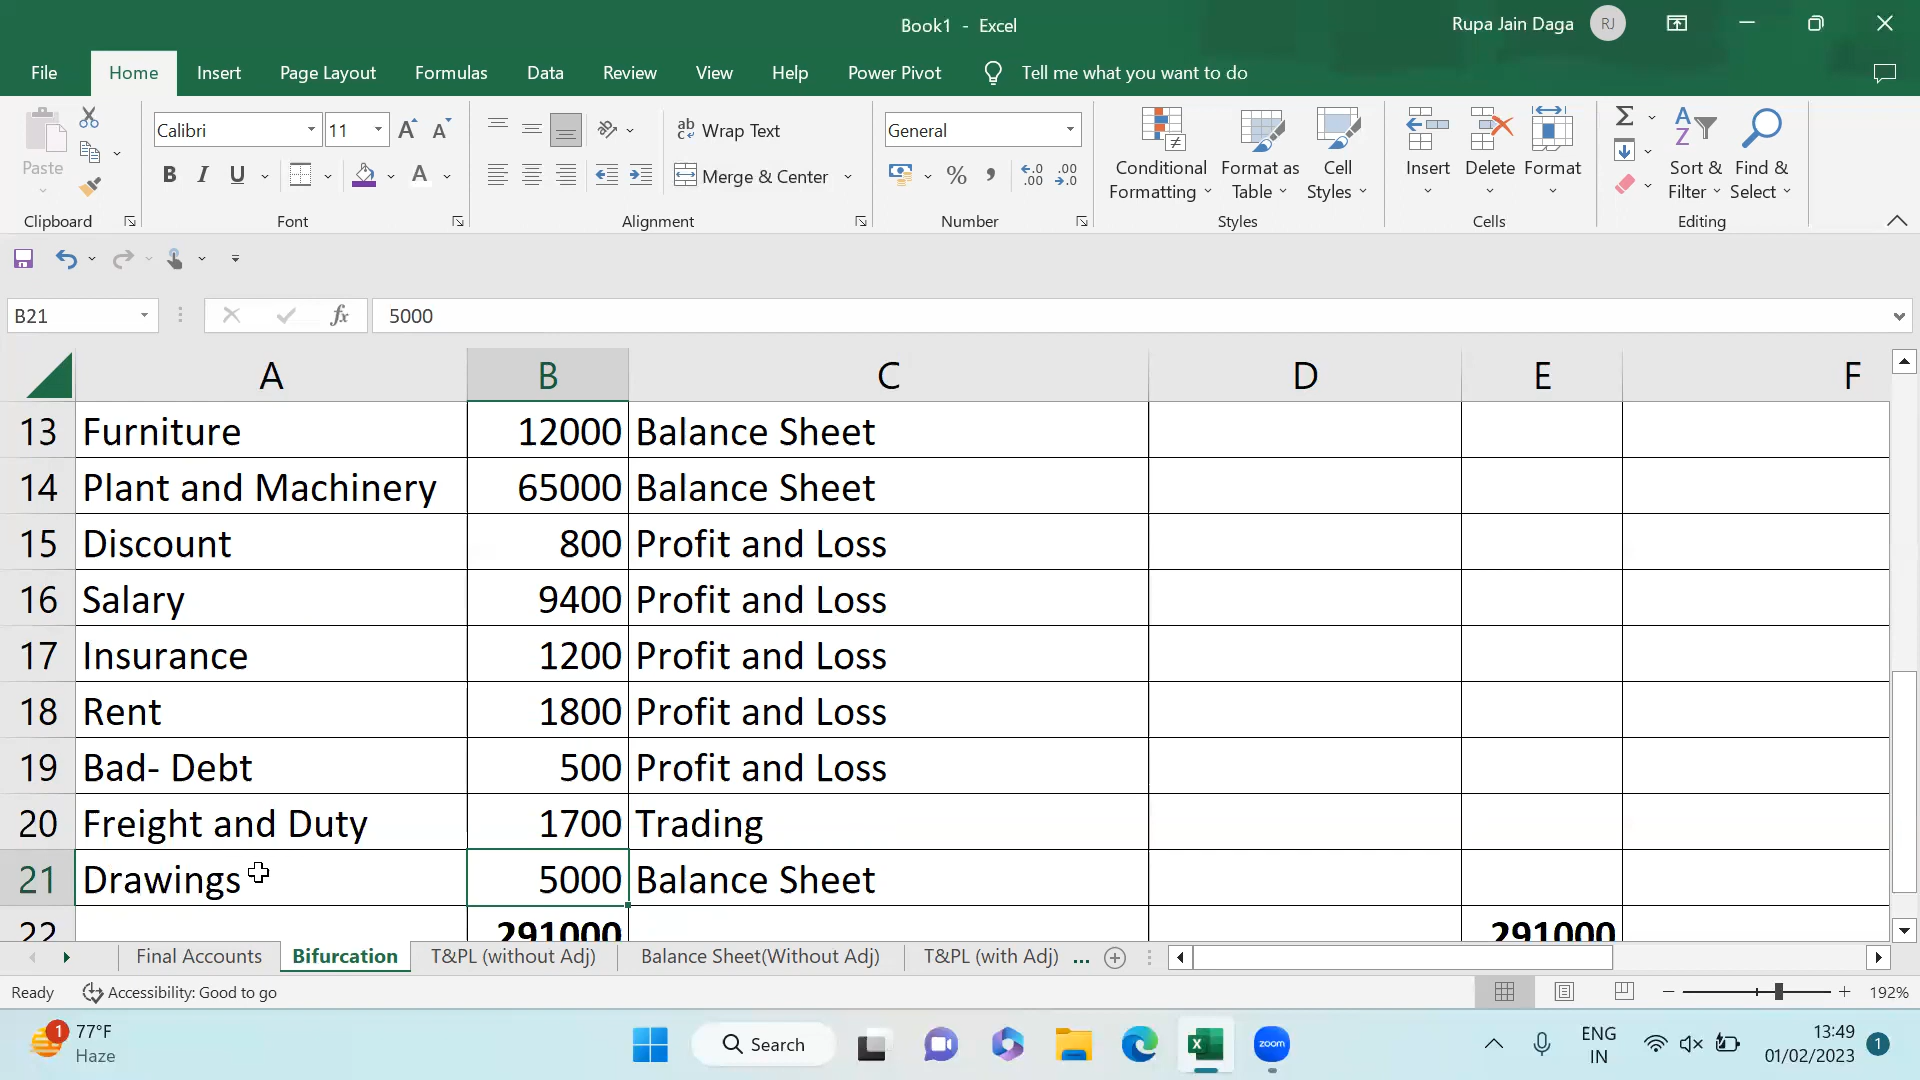 Book1 - Excel
Rupa Jain Daga RJ
File Home Insert Page Layout Formulas Data Review View Help Power Pivot Tell me what you want to do
Paste
Calibri 11
Wrap Text
General
Merge & Center
Conditional Formatting
Format as Table
Cell Styles
Insert
Delete
Format
Sort & Filter
Find & Select
Clipboard Font Alignment Number Styles Cells Editing
B21 fx 5000
A B C D E F
13 Furniture 12000 Balance Sheet
14 Plant and Machinery 65000 Balance Sheet
15 Discount 800 Profit and Loss
16 Salary 9400 Profit and Loss
17 Insurance 1200 Profit and Loss
18 Rent 1800 Profit and Loss
19 Bad- Debt 500 Profit and Loss
20 Freight and Duty 1700 Trading
21 Drawings 5000 Balance Sheet
22 291000 291000
Final Accounts Bifurcation T&PL (without Adj) Balance Sheet(Without Adj) T&PL (with Adj) ...
Ready Accessibility: Good to go 192%
1 77°F
Haze
Search
zoom
ENG
IN
13:49
01/02/2023 1